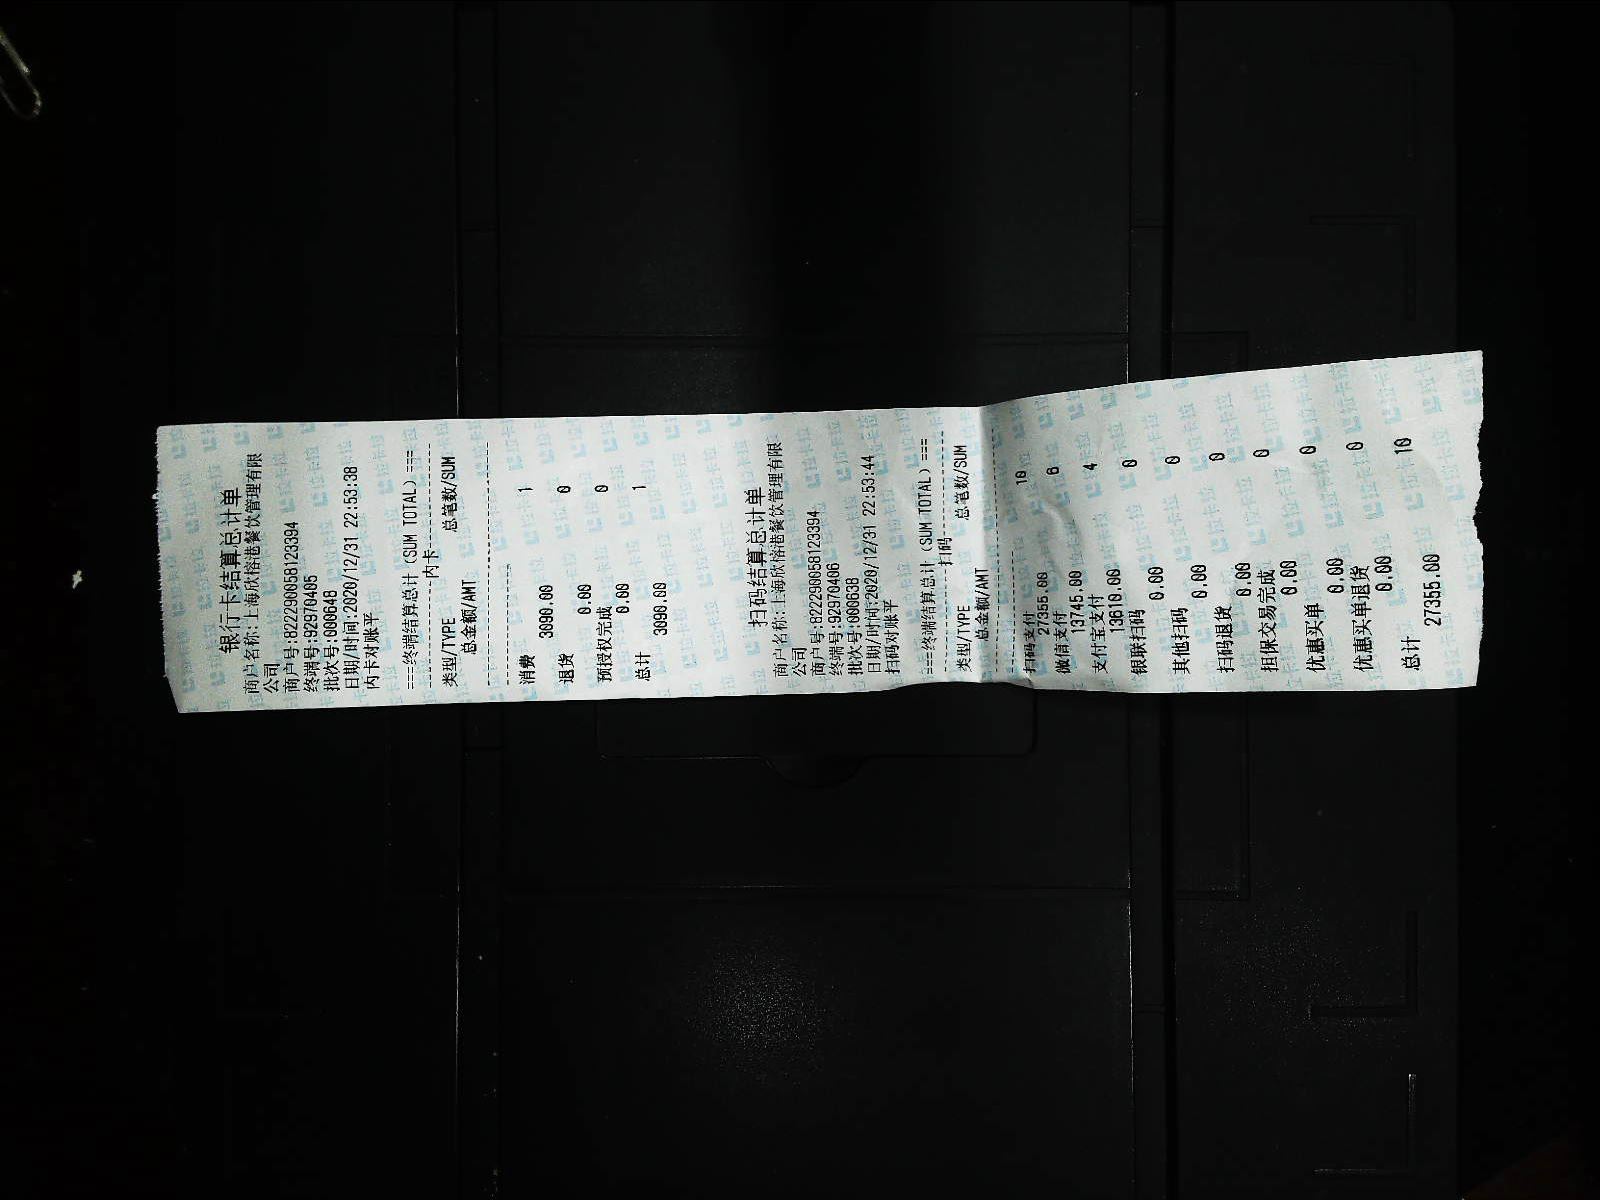 银行卡结算总计单
商户名称:上海欣榕港餐饮管理有限
公司
商户号:82229005812 3394
终端号:92970405
批次号:000648
日期/时间:2020/12/31 22:53:38
内卡对账平
===终端结算总计(SUM TOTAL)===
内卡
类型/TYPE 总笔数/SUM
总金额/AMT
消费 1
3090.00
退货 0
0.00
预授权完成 0
0.00
总计 1
3090.00
扫码结算总计单
商户名称:上海欣榕港餐饮管理有限
公司
商户号:822290058123394
终端号:92970406
批次号:000638
日期/时间:2020/12/31 22:53:44
扫码对账平
===终端结算总计(SUM TOTAL)===
扫码
类型/TYPE 总笔数/SUM
总金额/AMT
扫码支付 10
27355.00
微信支付 6
13745.00
支付宝支付 4
13610.00
银联扫码 0
0.00
其他扫码 0
0.00
扫码退货 0
0.00
担保交易完成 0
0.00
优惠买单 0
0.00
优惠买单退货 0
0.00
总计 10
27355.00